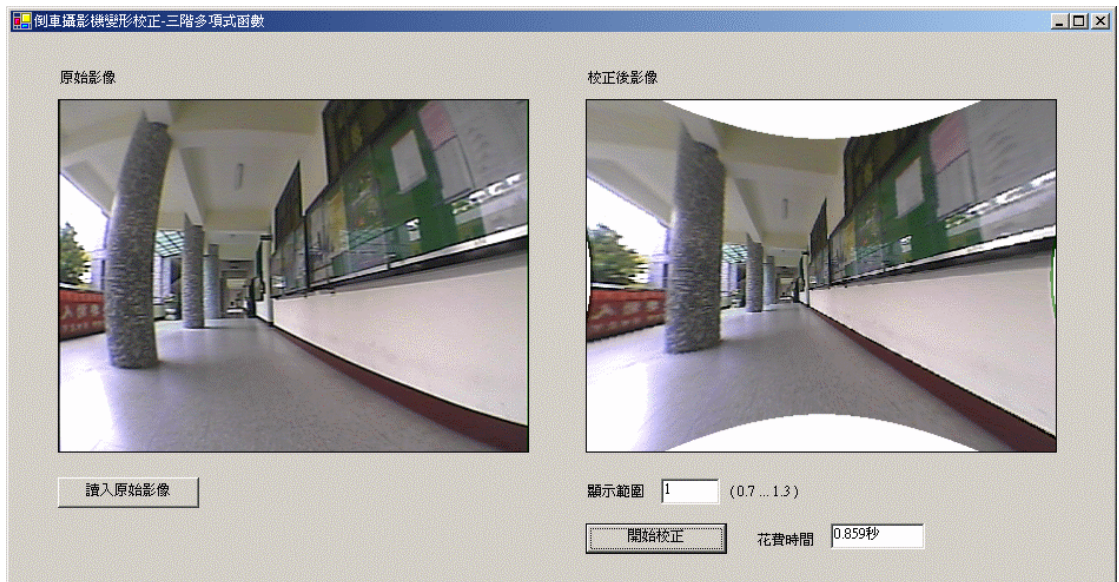 倒車攝影機變形校正-三階多項式函數
原始影像
校正後影像
讀入原始影像
顯示範圍 1 (0.7 ... 1.3)
開始校正 花費時間 0.859秒